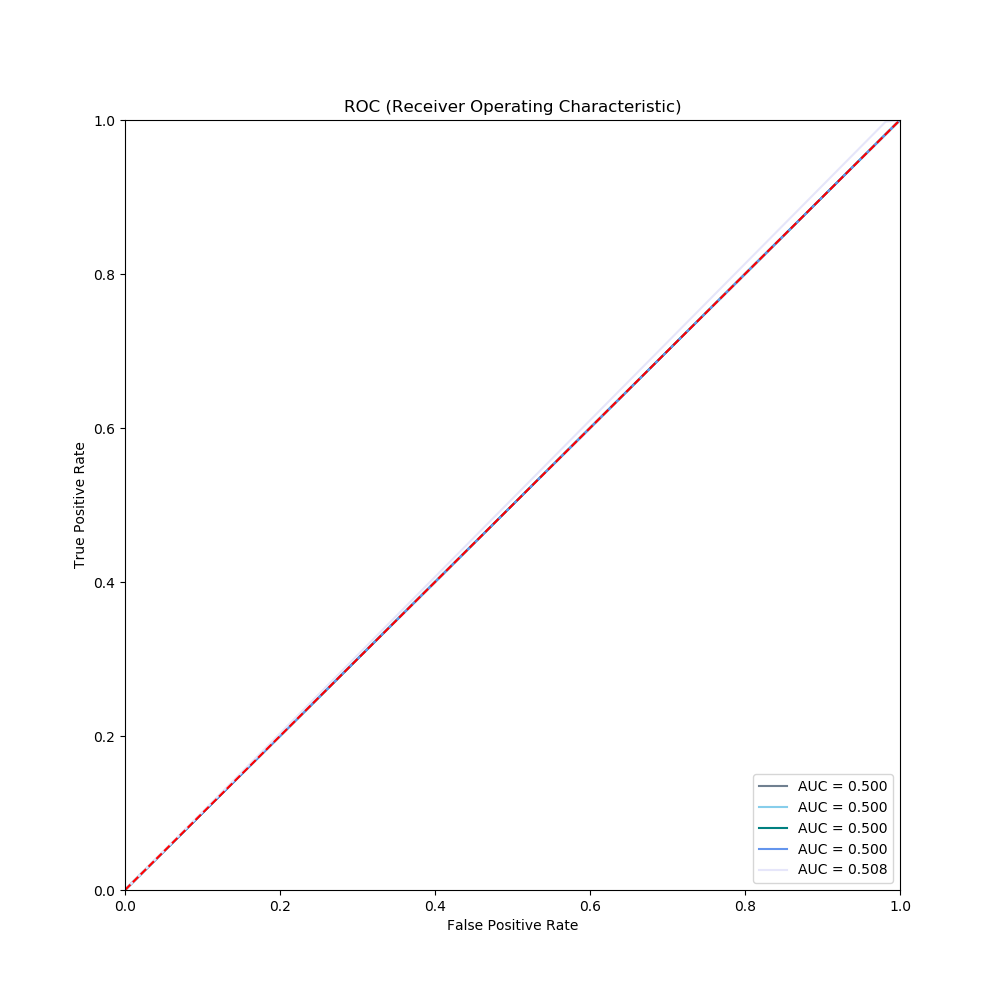 ROC (Receiver Operating Characteristic)
1.0
0.8
0.6
0.4
0.2
0.0
True Positive Rate
0.0 0.2 0.4 0.6 0.8 1.0
False Positive Rate
AUC = 0.500
AUC = 0.500
AUC = 0.500
AUC = 0.500
AUC = 0.508